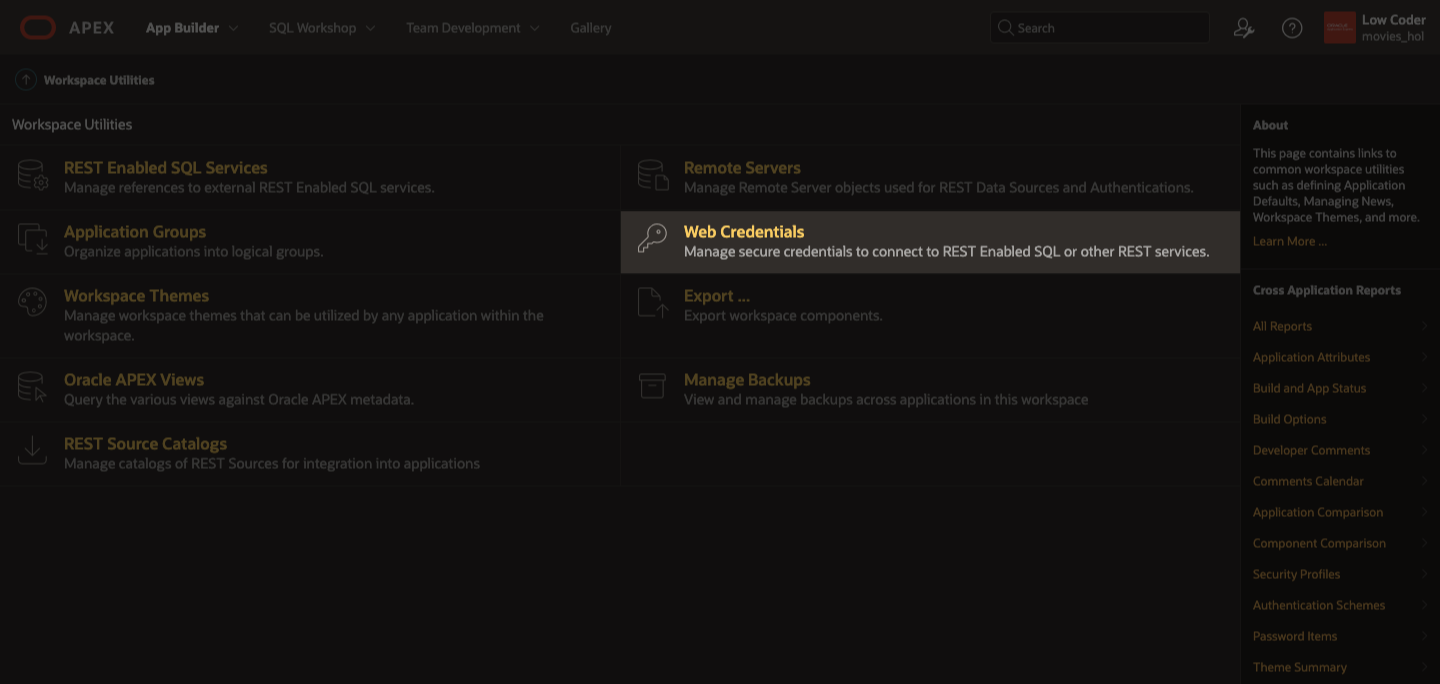 APEX
App Builder
SQL Workshop
Team Development
Gallery
Search
Low Coder
movies_hol
Workspace Utilities
Workspace Utilities
REST Enabled SQL Services
Manage references to external REST Enabled SQL services.
Remote Servers
Manage Remote Server objects used for REST Data Sources and Authentications.
Application Groups
Organize applications into logical groups.
Web Credentials
Manage secure credentials to connect to REST Enabled SQL or other REST services.
Workspace Themes
Manage workspace themes that can be utilized by any application within the
workspace.
Export ...
Export workspace components.
Oracle APEX Views
Query the various views against Oracle APEX metadata.
Manage Backups
View and manage backups across applications in this workspace
REST Source Catalogs
Manage catalogs of REST Sources for integration into applications
About
This page contains links to
common workspace utilities
such as defining Application
Defaults, Managing News,
Workspace Themes, and more.
Learn More ...
Cross Application Reports
All Reports
Application Attributes
Build and App Status
Build Options
Developer Comments
Comments Calendar
Application Comparison
Component Comparison
Security Profiles
Authentication Schemes
Password Items
Theme Summary